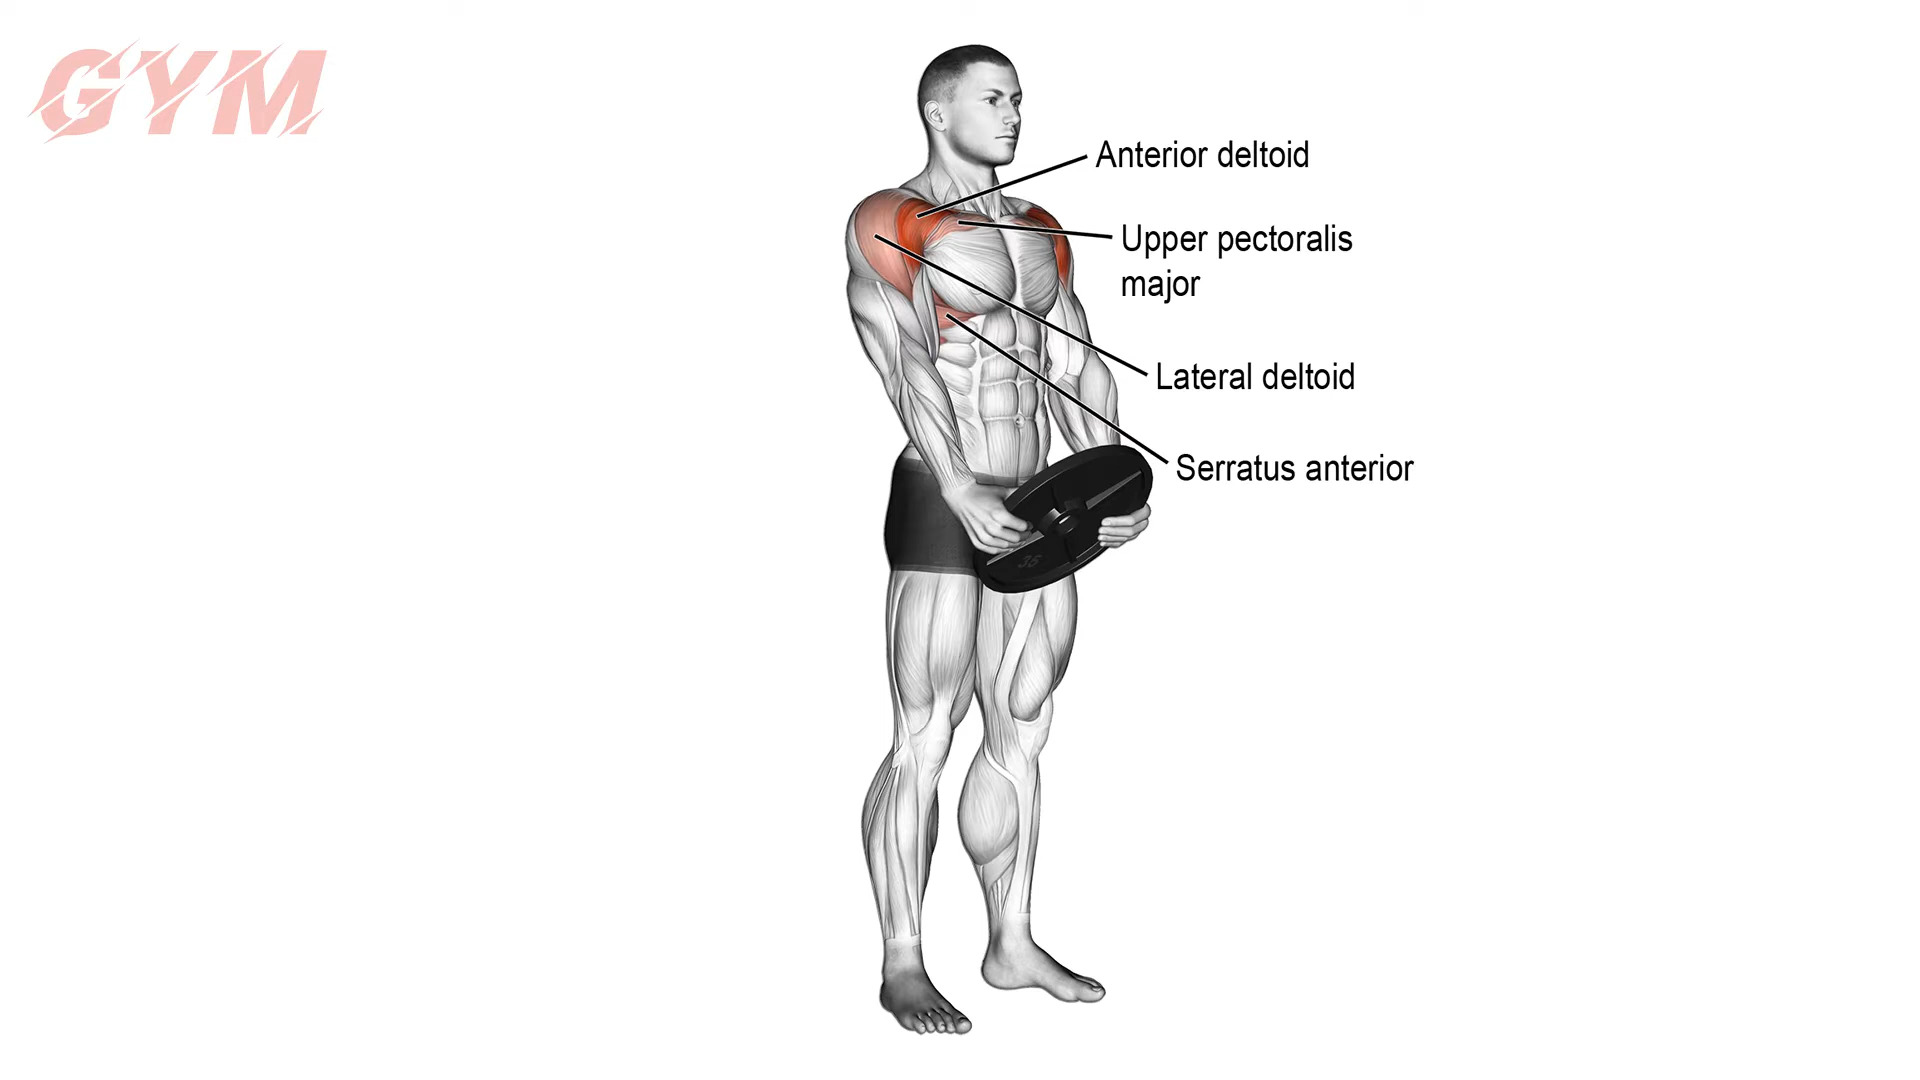 GYM
Anterior deltoid
Upper pectoralis
major
Lateral deltoid
Serratus anterior
35